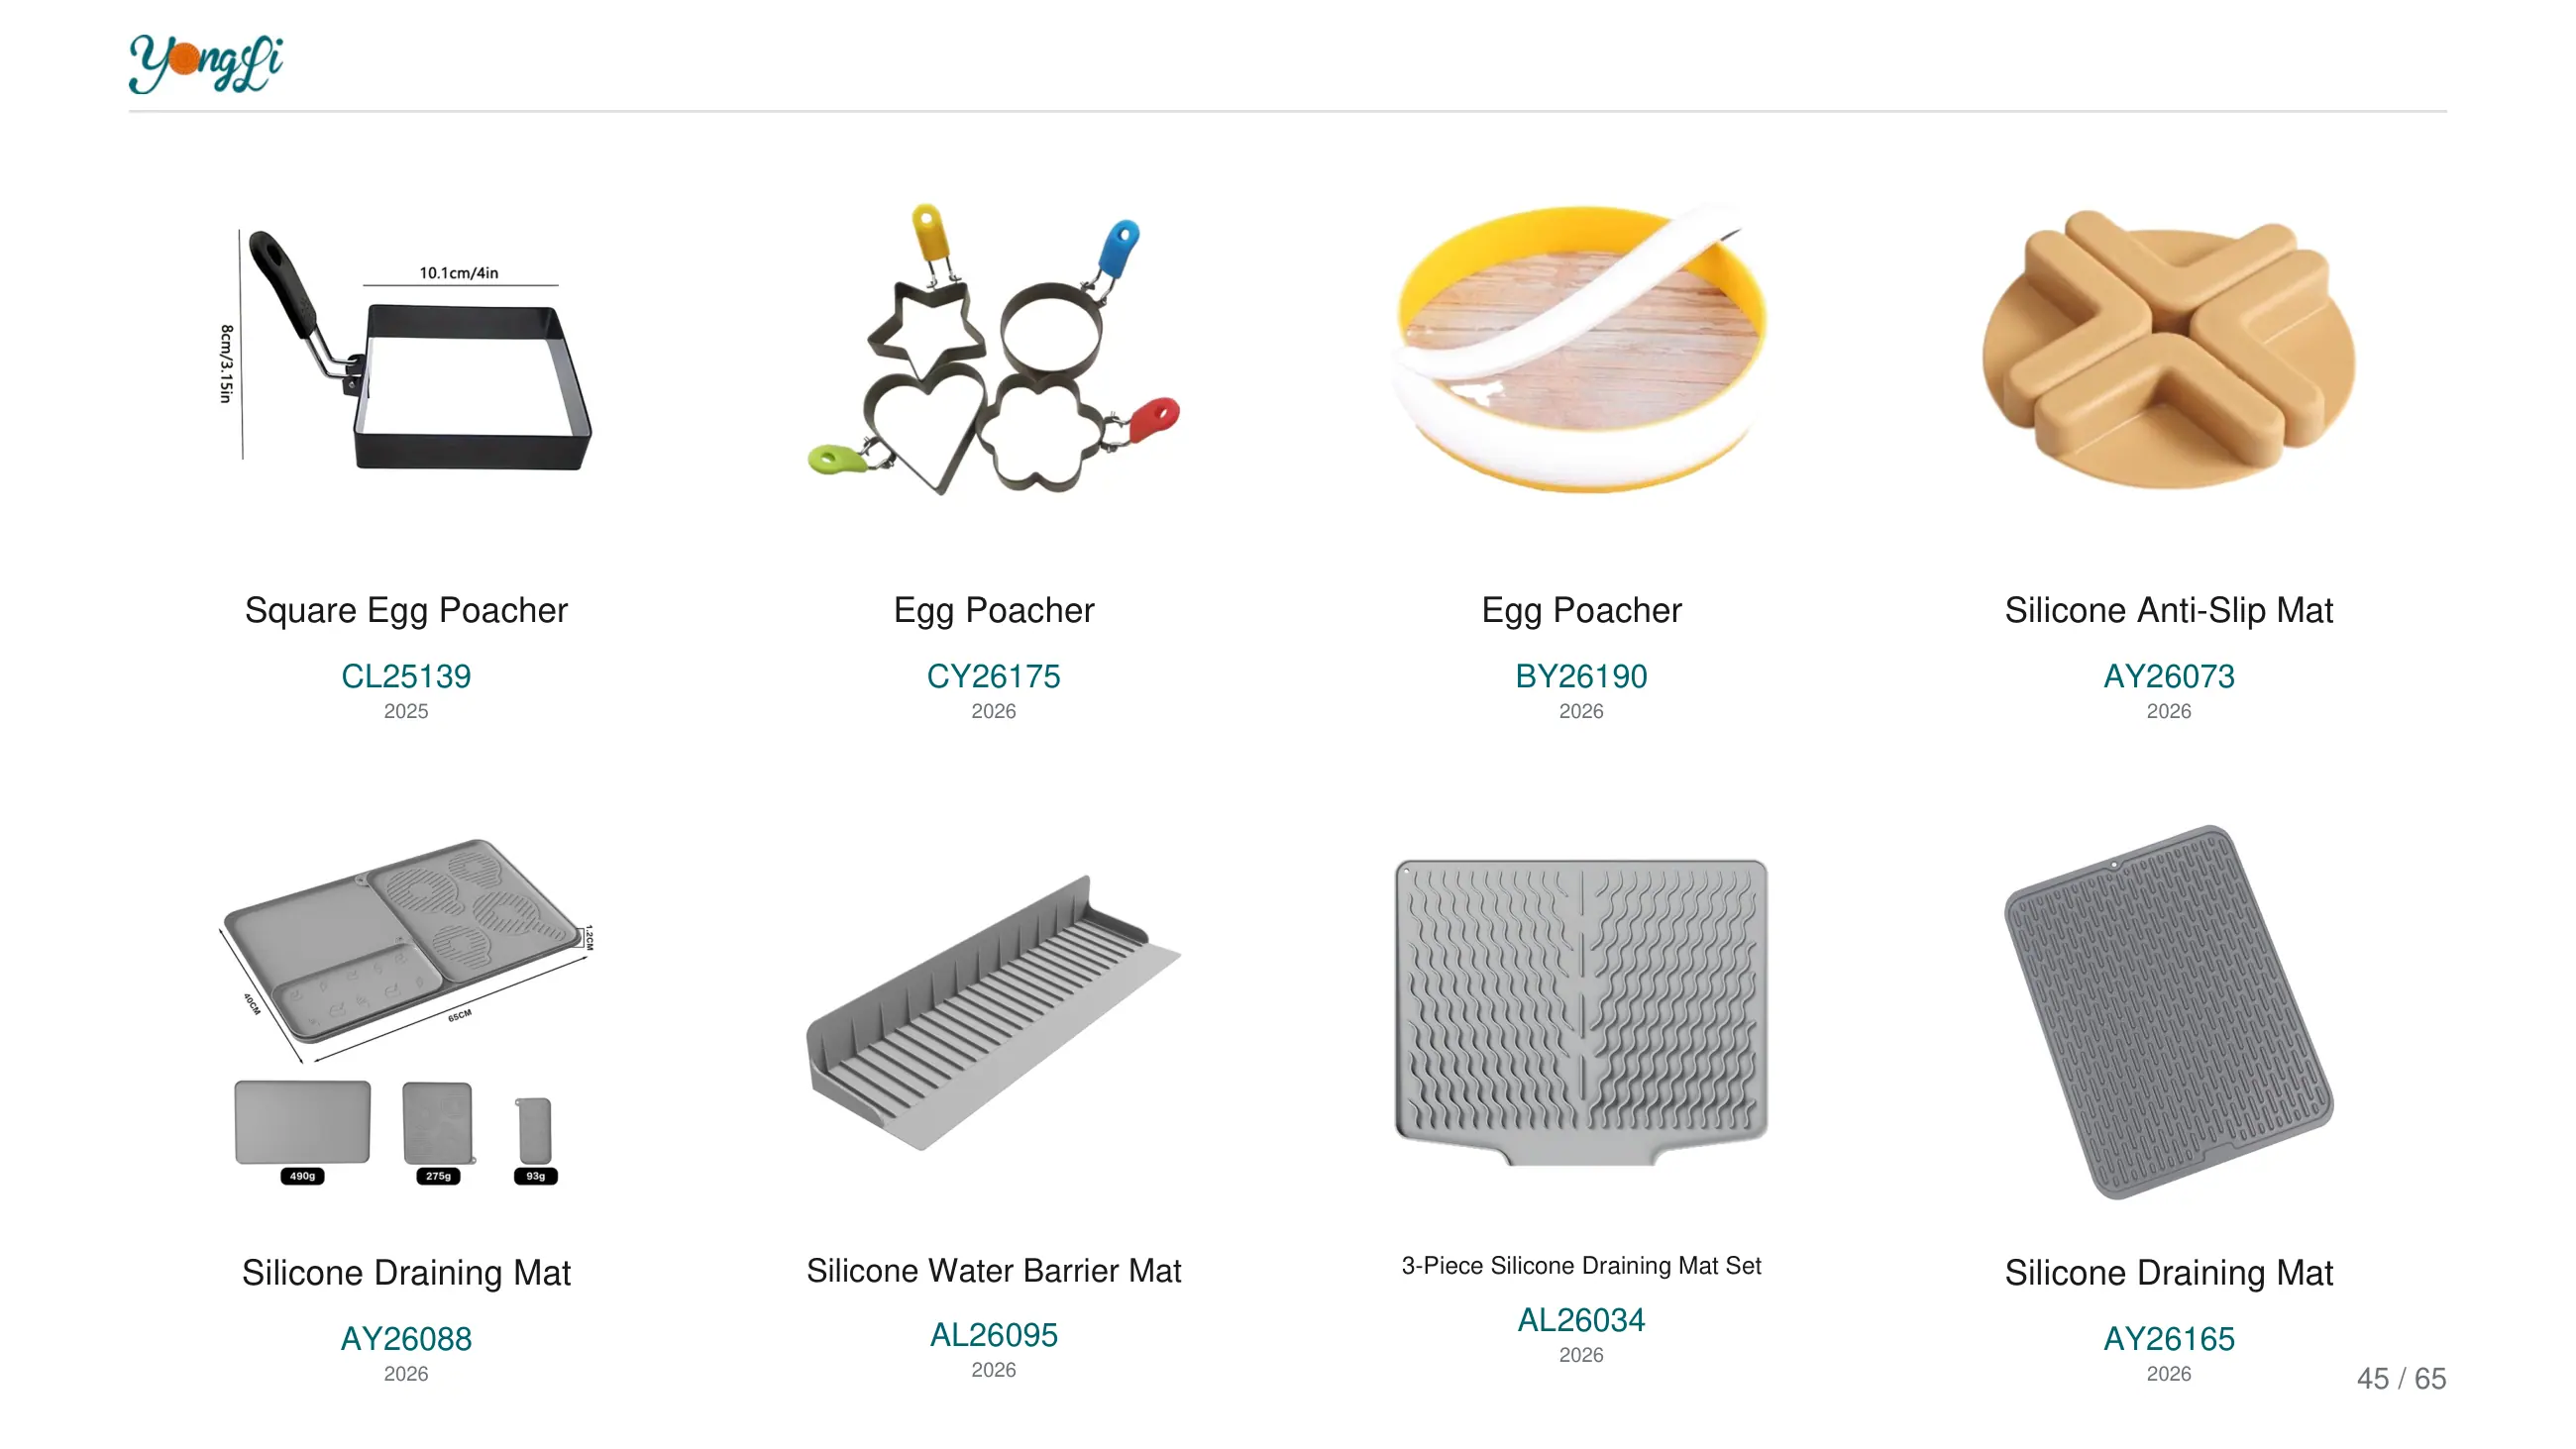 YongLi
10.1cm/4in
8cm/3.15in
Square Egg Poacher
CL25139
2025
Egg Poacher
CY26175
2026
Egg Poacher
BY26190
2026
Silicone Anti-Slip Mat
AY26073
2026
1.2CM
40CM
65CM
490g
275g
93g
Silicone Draining Mat
AY26088
2026
Silicone Water Barrier Mat
AL26095
2026
3-Piece Silicone Draining Mat Set
AL26034
2026
Silicone Draining Mat
AY26165
2026
45 / 65